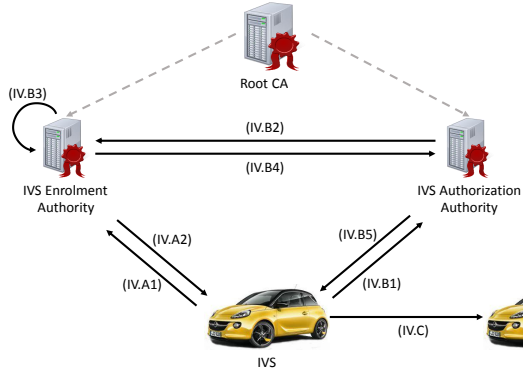 Root CA
(IV.B3)
(IV.B2)
(IV.B4)
IVS Enrolment
Authority
IVS Authorization
Authority
(IV.A2)
(IV.B5)
(IV.A1)
(IV.B1)
(IV.C)
IVS